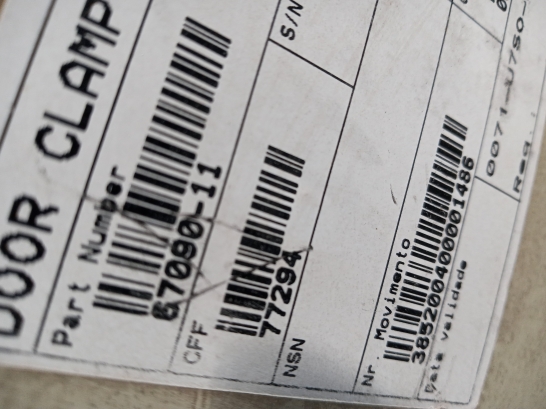 DOOR CLAMP
Part Number
67090-11
CFF
77294
S/N
NSN
Nr. Movimento
385200400001486
Data validade
0071-U750-
Req.